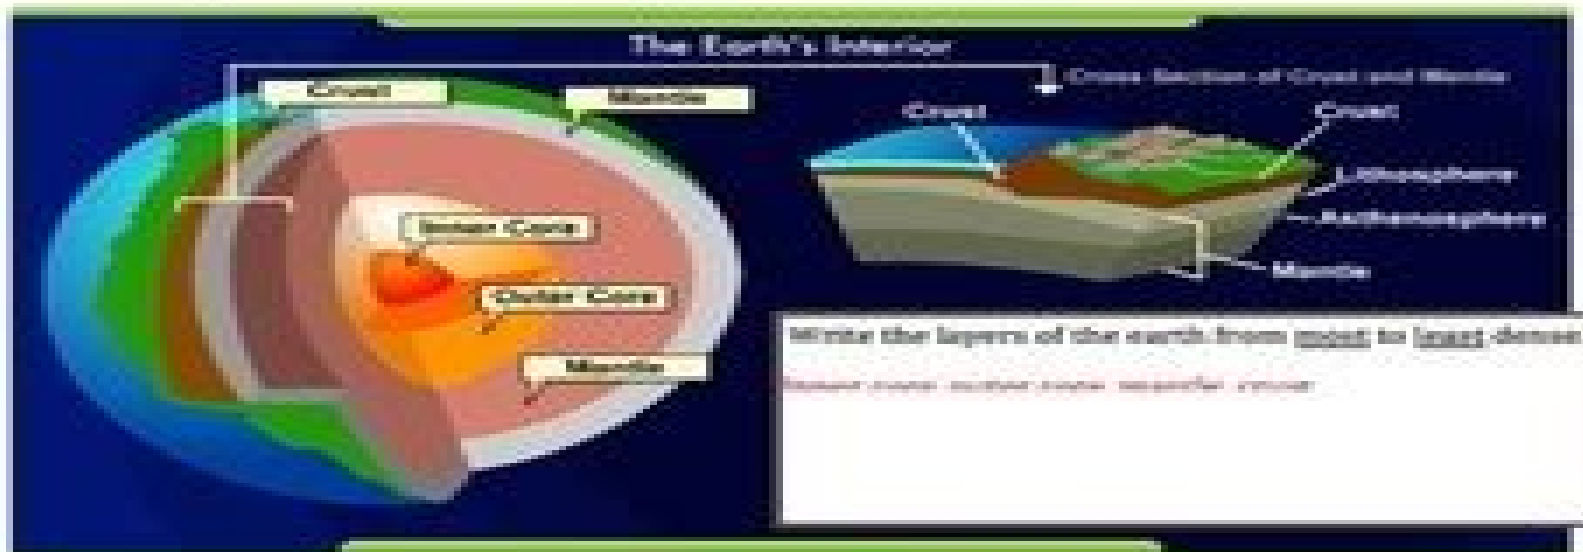 The Earth's Interior
Cross Section of Crust and Mantle
Crust
Mantle
Crust
Crust
Lithosphere
Asthenosphere
Mantle
Inner Core
Outer Core
Mantle
Write the layers of the earth from most to least dense
Inner core outer core mantle crust